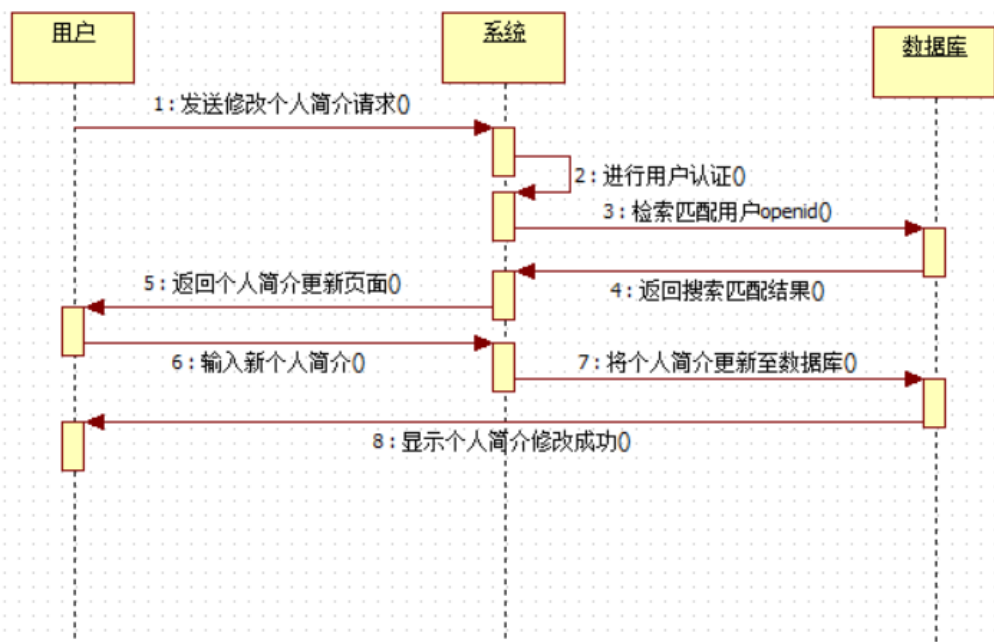 用户
系统
数据库
1:发送修改个人简介请求()
2:进行用户认证()
3:检索匹配用户openid()
4:返回搜索匹配结果()
5:返回个人简介更新页面()
6:输入新个人简介()
7:将个人简介更新至数据库()
8:显示个人简介修改成功()